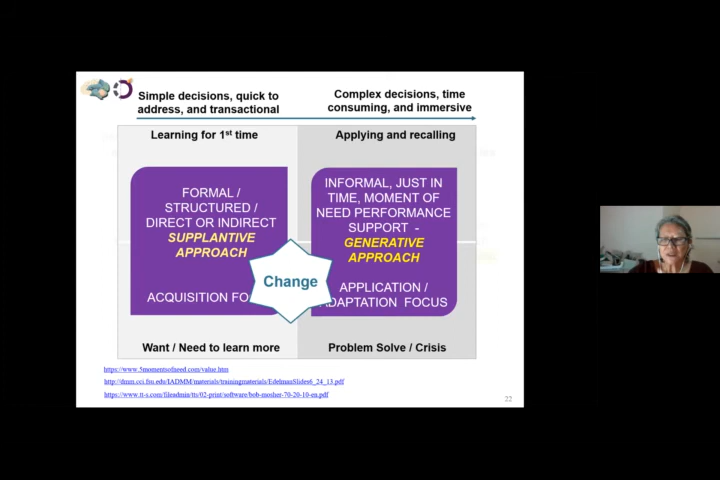 Simple decisions, quick to
address, and transactional
Complex decisions, time
consuming, and immersive
Learning for 1st time
Applying and recalling
FORMAL /
STRUCTURED /
DIRECT OR INDIRECT
SUPPLANTIVE
APPROACH
ACQUISITION FO
INFORMAL, JUST IN
TIME, MOMENT OF
NEED PERFORMANCE
SUPPORT -
GENERATIVE
APPROACH
APPLICATION /
ADAPTATION FOCUS
Change
Want / Need to learn more
Problem Solve / Crisis
https://www.5momentsofneed.com/value.htm
http://dmm.cci.fsu.edu/IADMM/materials/trainingmaterials/EdelmanSlides6_24_13.pdf
https://www.tt-s.com/fileadmin/tts/02-print/software/bob-mosher-70-20-10-en.pdf
22